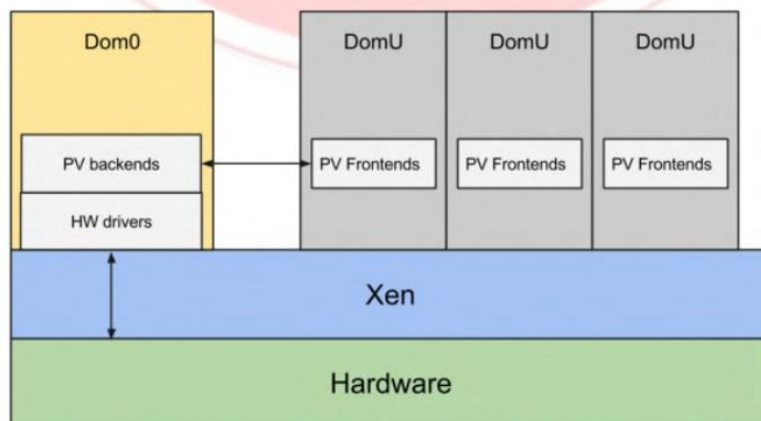 Dom0
DomU
DomU
DomU
PV backends
PV Frontends
PV Frontends
PV Frontends
HW drivers
Xen
Hardware